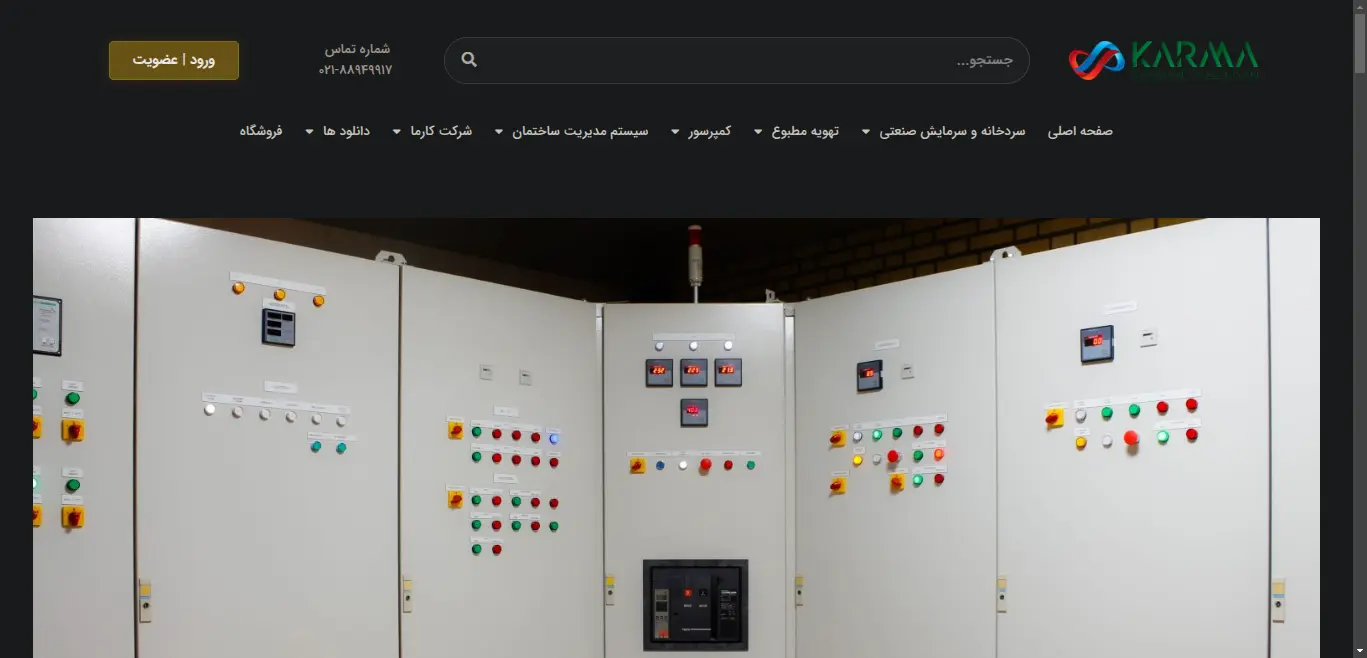 KARMA
جستجو...
شماره تماس
۰۲۱-۸۸۹۴۹۹۱۷
ورود | عضویت
صفحه اصلی
سردخانه و سرمایش صنعتی
تهویه مطبوع
کمپرسور
سیستم مدیریت ساختمان
شرکت کارما
دانلود ها
فروشگاه